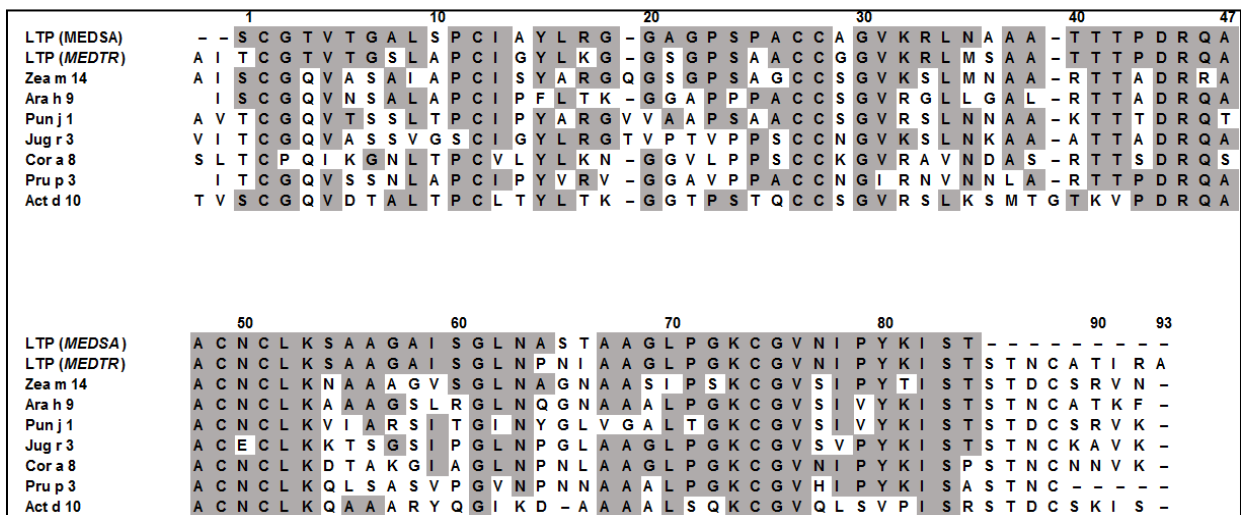 1 10 20 30 40 47
LTP (MEDSA) - - S C G T V T G A L S P C I A Y L R G - G A G P S P A C C A G V K R L N A A A - T T T P D R Q A
LTP (MEDTR) A I T C G Q V T G S L A P C I G Y L K G - G S G P S A A C C G G V K R L M S A A - T T T P D R Q A
Zea m 14 A I S C G Q V A S A I A P C I S Y A R G Q G S G P S A G C C S G V K S L M N A A - R T T A D R R A
Ara h 9 I S C G Q V N S A L A P C I P F L T K - G G A P P P A C C S G V R G L L G A L - R T T A D R Q A
Pun j 1 A V T C G Q V T S S L T P C I P Y A R G V V A A P S A A C C S G V R S L N N A A - K T T T D R Q T
Jug r 3 V I T C G Q V A S S V G S C I G Y L R G T V P T V P P S C C N G V K S L N K A A - A T T A D R Q A
Cor a 8 S L T C P Q I K G N L T P C V L Y L K N - G G V L P P S C C K G V R A V N D A S - R T T S D R Q S
Pru p 3 I T C G Q V S S N L A P C I P Y V R V - G G A V P P A C C N G I R N V N N L A - R T T P D R Q A
Act d 10 T V S C G Q V D T A L T P C L T Y L T K - G G T P S T Q C C S G V R S L K S M T G T K V P D R Q A
50 60 70 80 90 93
LTP (MEDSA) A C N C L K S A A G A I S G L N A S T A A G L P G K C G V N I P Y K I S T - - - - - - - - -
LTP (MEDTR) A C N C L K S A A G A I S G L N P N I A A G L P G K C G V N I P Y K I S T S T N C A T I R A
Zea m 14 A C N C L K N A A A G V S G L N A G N A A S I P S K C G V S I P Y T I S T S T D C S R V N -
Ara h 9 A C N C L K A A A G S L R G L N Q G N A A A L P G K C G V S I V Y K I S T S T N C A T K F -
Pun j 1 A C N C L K V I A R S I T G I N Y G L V G A L T G K C G V S I V Y K I S T S T D C S R V K -
Jug r 3 A C E C L K K T S G S I P G L N P G L A A G L P G K C G V S V P Y K I S T S T N C K A V K -
Cor a 8 A C N C L K D T A K G I A G L N P N L A A G L P G K C G V N I P Y K I S P S T N C N N V K -
Pru p 3 A C N C L K Q L S A S V P G V N P N N A A A L P G K C G V H I P Y K I S A S T N C - - - - -
Act d 10 A C N C L K Q A A A R Y Q G I K D - A A A A L S Q K C G V Q L S V P I S R S T D C S K I S -